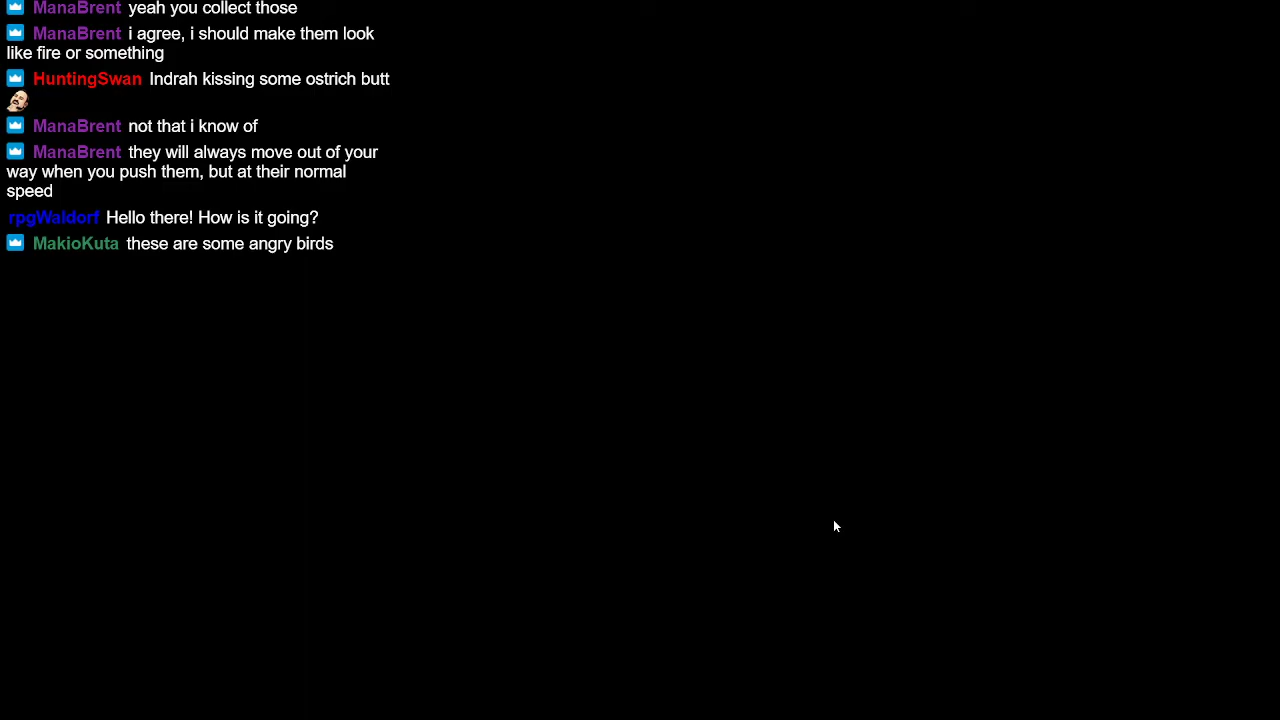 ManaBrent yeah you collect those
ManaBrent i agree, i should make them look
like fire or something
HuntingSwan Indrah kissing some ostrich butt
ManaBrent not that i know of
ManaBrent they will always move out of your
way when you push them, but at their normal
speed
rpgWaldorf Hello there! How is it going?
MakioKuta these are some angry birds